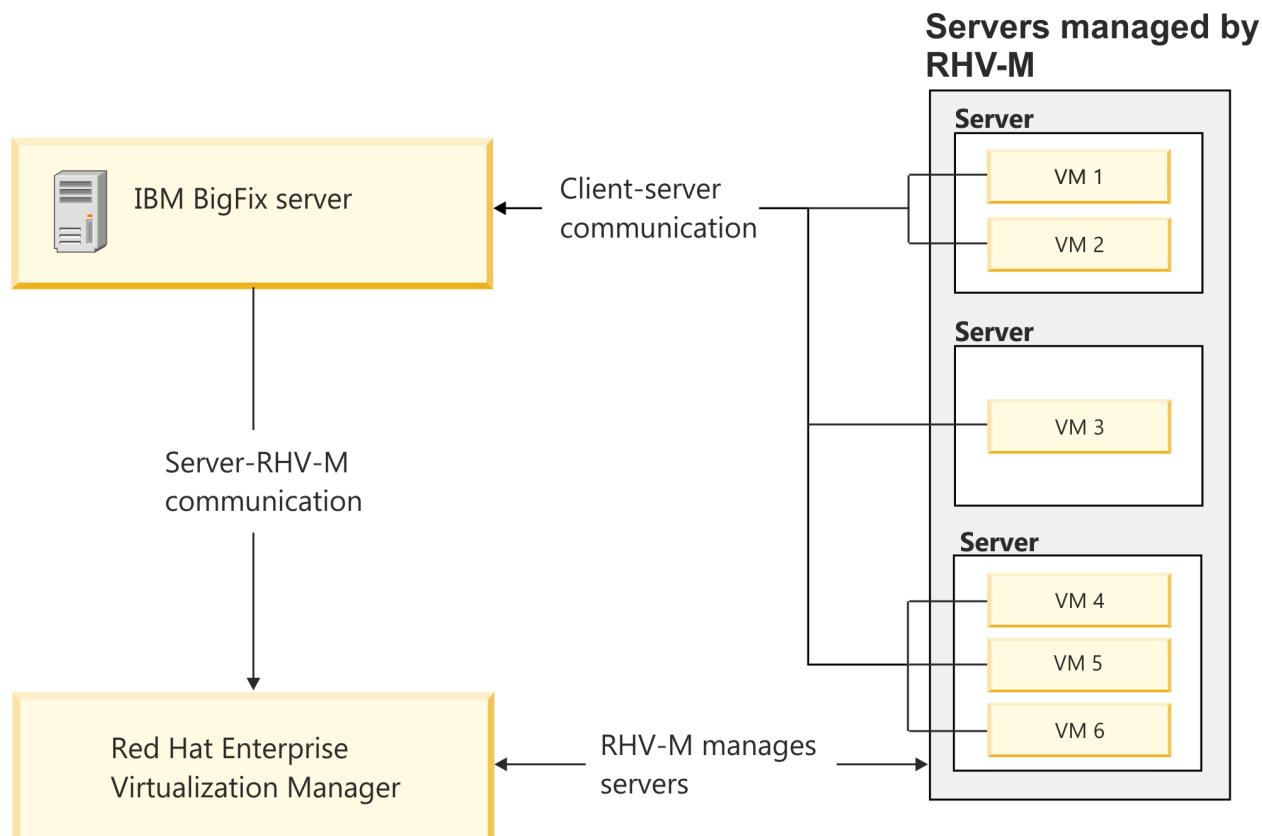 Servers managed by
RHV-M
Server
VM 1
VM 2
IBM BigFix server
Client-server
communication
Server
VM 3
Server-RHV-M
communication
Server
VM 4
VM 5
VM 6
Red Hat Enterprise
Virtualization Manager
RHV-M manages
servers